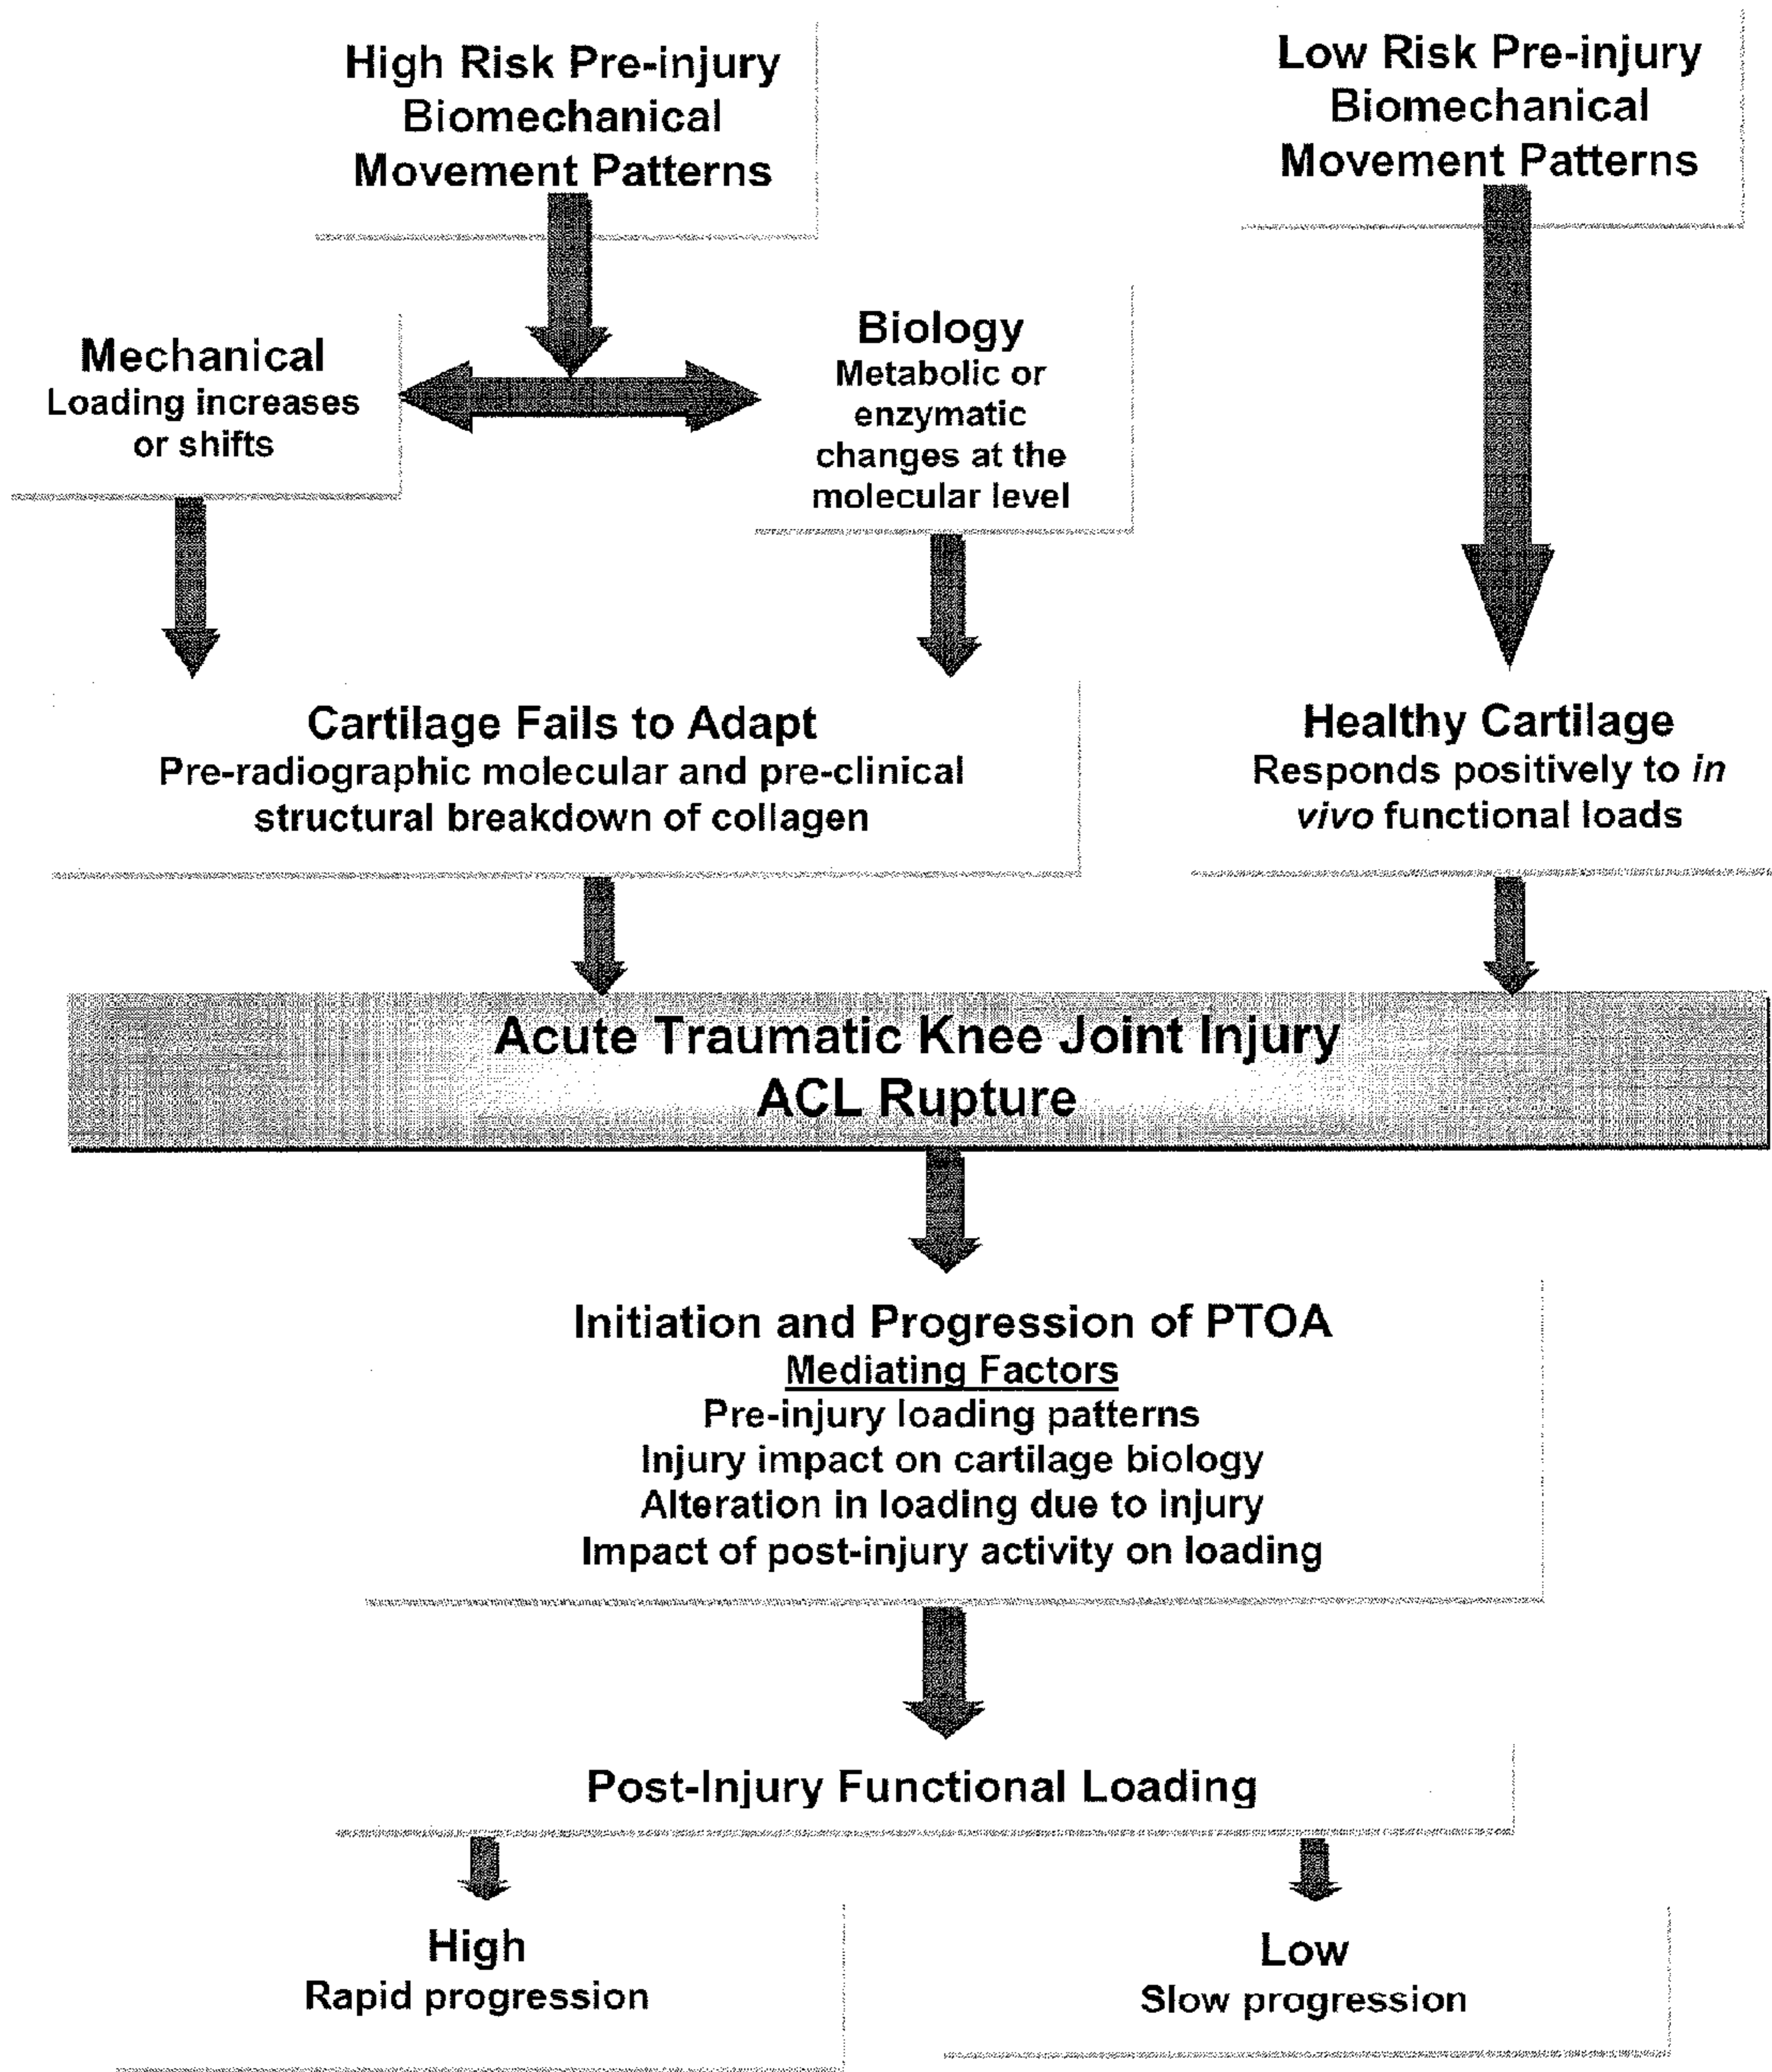 High Risk Pre-injury
Biomechanical
Movement Patterns
Low Risk Pre-injury
Biomechanical
Movement Patterns
Mechanical
Loading increases
or shifts
Biology
Metabolic or
enzymatic
changes at the
molecular level
Cartilage Fails to Adapt
Pre-radiographic molecular and pre-clinical
structural breakdown of collagen
Healthy Cartilage
Responds positively to in
vivo functional loads
Acute Traumatic Knee Joint Injury
ACL Rupture
Initiation and Progression of PTOA
Mediating Factors
Pre-injury loading patterns
Injury impact on cartilage biology
Alteration in loading due to injury
Impact of post-injury activity on loading
Post-Injury Functional Loading
High
Rapid progression
Low
Slow progression